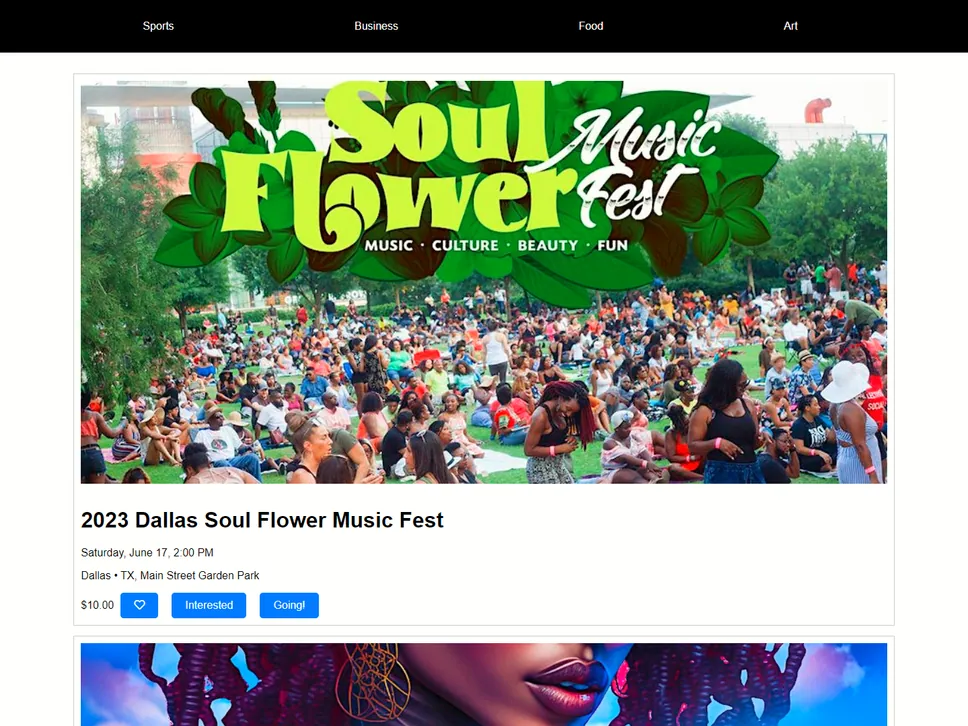 Sports
Business
Food
Art
Soul
Flower
Music
Fest
MUSIC · CULTURE · BEAUTY · FUN
2023 Dallas Soul Flower Music Fest
Saturday, June 17, 2:00 PM
Dallas • TX, Main Street Garden Park
$10.00 Interested Going!